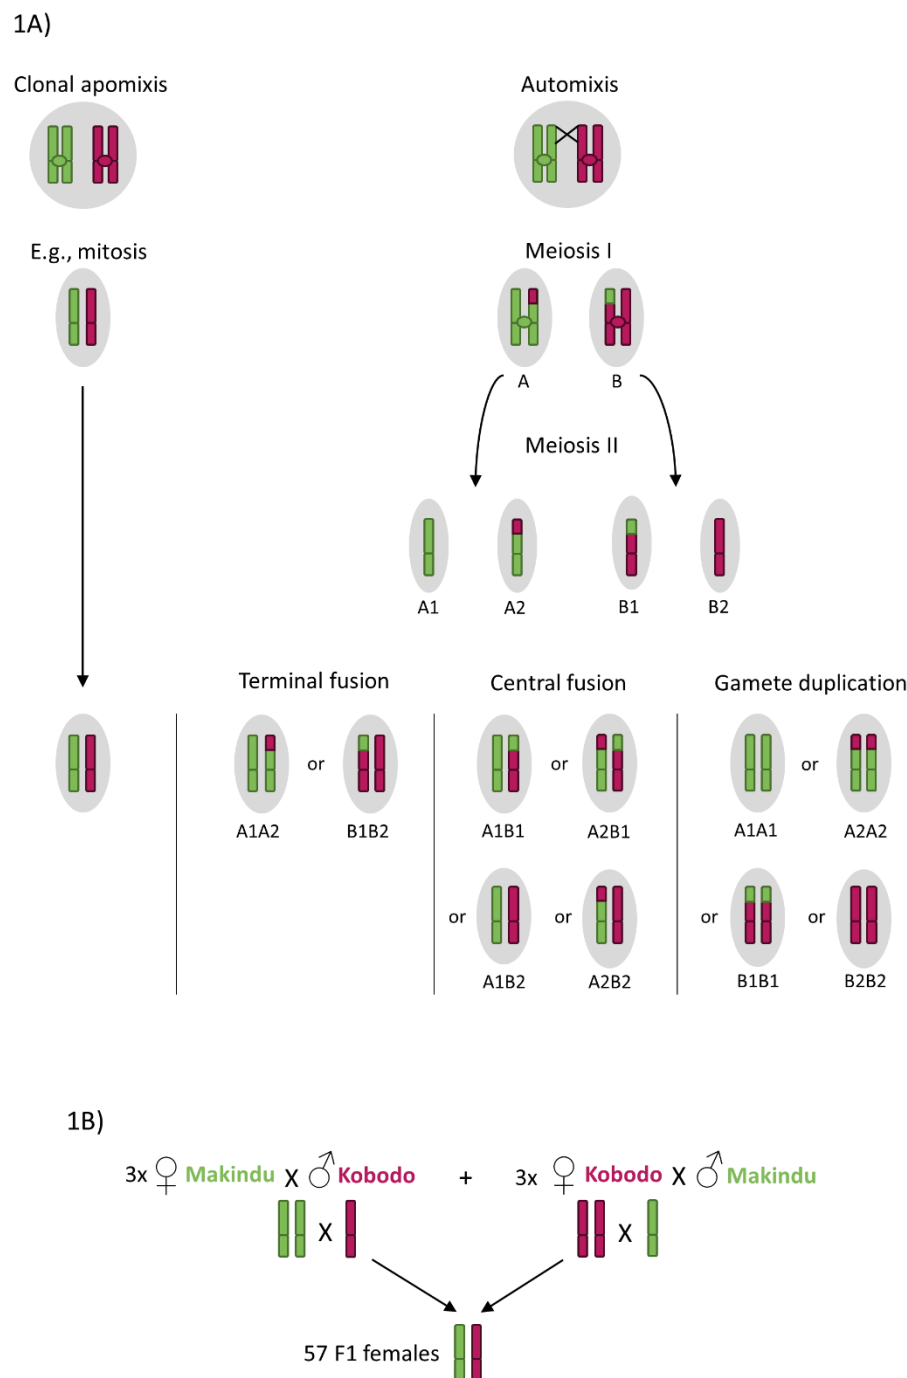 1A)
Clonal apomixis
Automixis
E.g., mitosis
Meiosis I
A
B
Meiosis II
A1
A2
B1
B2
Terminal fusion
Central fusion
Gamete duplication
or
or
or
A1A2
B1B2
A1B1
A2B1
A1A1
A2A2
or
or
or
or
A1B2
A2B2
B1B1
B2B2
1B)
3x ♀ Makindu X ♂ Kobodo + 3x ♀ Kobodo X ♂ Makindu
X
X
57 F1 females